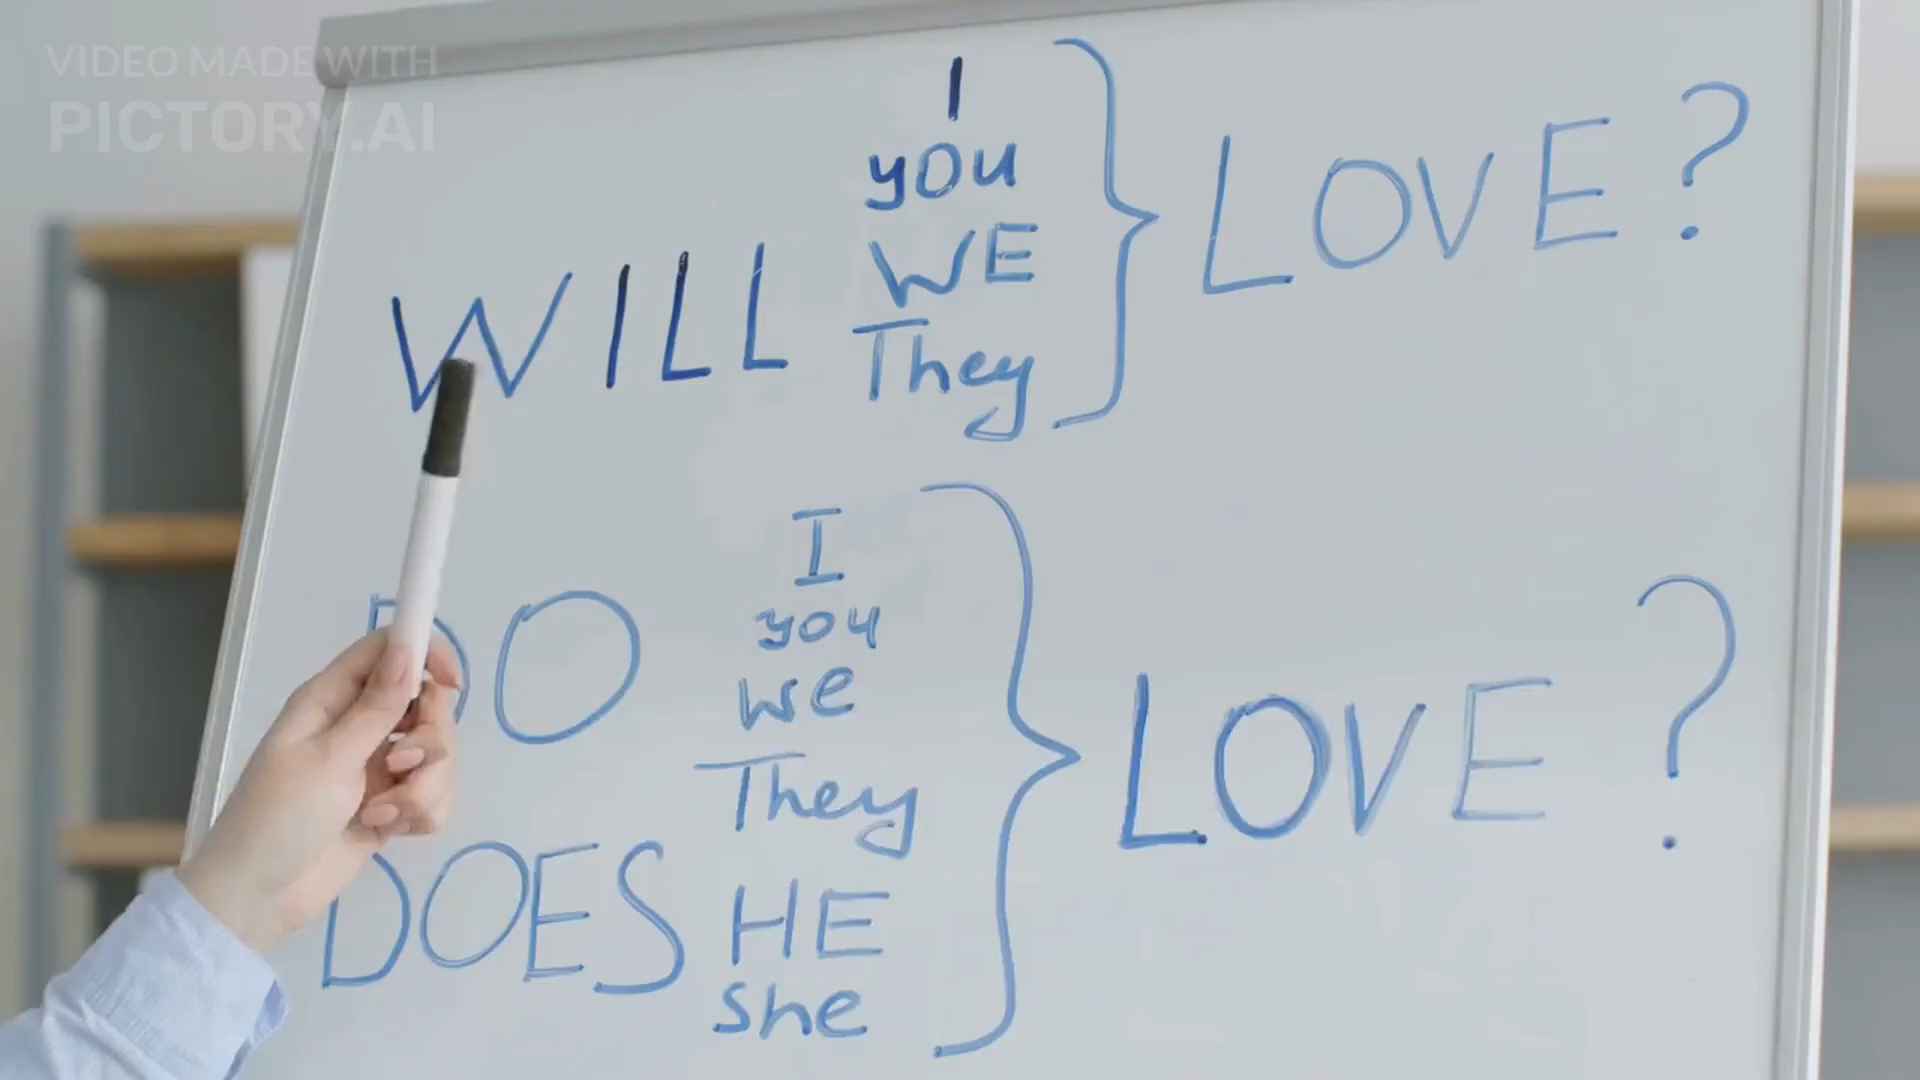 VIDEO MADE WITH
PICTORY.AI
I
you
WE
They
WILL
LOVE?
I
you
we
They
DO
LOVE?
DOES
HE
she